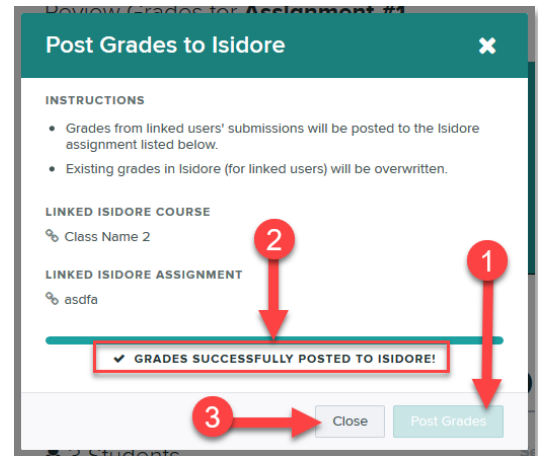 Review Grades for Assignment #1
Post Grades to Isidore
INSTRUCTIONS
Grades from linked users' submissions will be posted to the Isidore
assignment listed below.
Existing grades in Isidore (for linked users) will be overwritten.
LINKED ISIDORE COURSE
Class Name 2
2
1
LINKED ISIDORE ASSIGNMENT
asdfa
GRADES SUCCESSFULLY POSTED TO ISIDORE!
3
Close
Post Grades
3 Students